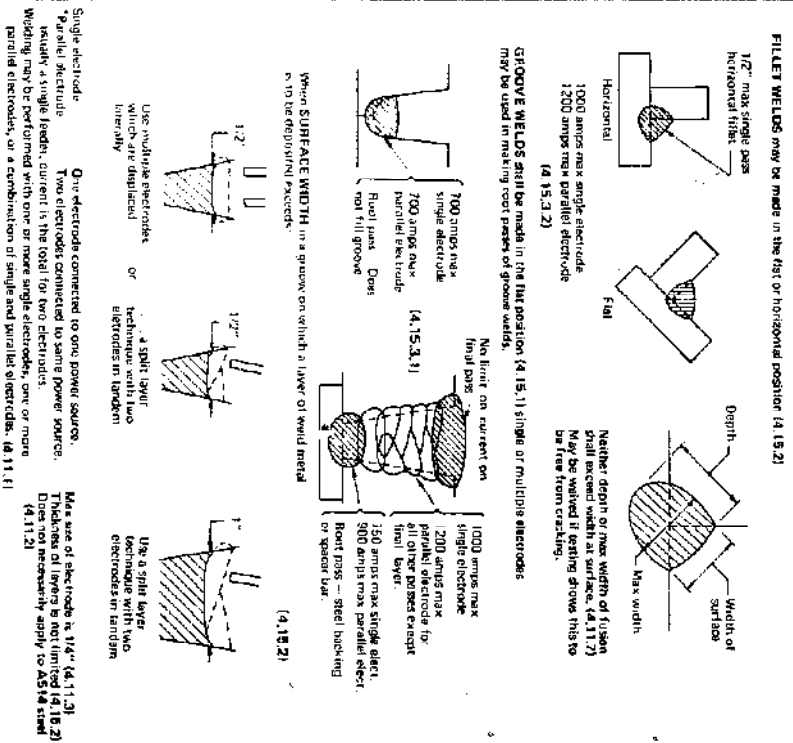 FILLET WELDS may be made in the flat or horizontal position (4.15.2)
1/2" max single pass
horizontal fillet
Horizontal
Flat
1000 amps max single electrode
1200 amps max parallel electrode
(4.15.3.2)
Depth
Width of
surface
Max width
Neither depth or max width of fusion
shall exceed width at surface. (4.11.7)
May be waived if testing shows this to
be free from cracking.
GROOVE WELDS shall be made in the flat position (4.15.1) single or multiple electrodes
may be used in making root passes of groove welds.
700 amps max
single electrode
700 amps max
parallel electrode
Root pass Does
not fill groove
(4.15.3.1)
No limit on current on
final pass
1000 amps max
single electrode
1200 amps max
parallel electrode for
all other passes except
final layer.
750 amps max single elect.
900 amps max parallel elect.
Root pass — steel backing
or spacer bar.
When SURFACE WIDTH in a groove on which a layer of weld metal
is to be deposited exceeds:
(4.15.2)
1/2"
Use multiple electrodes
which are displaced
laterally
or
1/2"
a split layer
technique with two
eletrodes in tandem
1"
Use a split layer
technique with two
electrodes in tandem
Single electrode One electrode connected to one power source.
*Parallel electrode Two electrodes connected to same power source.
usually a single feeder, current is the total for two electrodes.
Welding may be performed with one or more single electrodes, one or more
parallel electrodes, or a combination of single and parallel electrodes. (4.11.1)
Max size of electrode is 1/4" (4.11.3)
Thickness of layers is not limited (4.15.2)
Does not necessarily apply to A514 steel
(4.11.2)